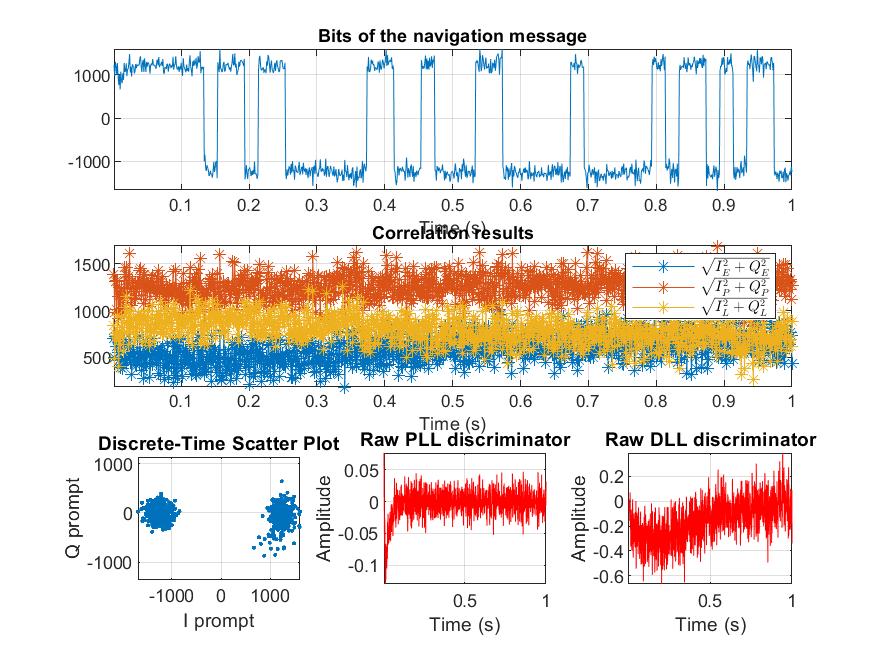 Bits of the navigation message
1000
0
-1000
0.1 0.2 0.3 0.4 0.5 0.6 0.7 0.8 0.9 1
Time (s)
Correlation results
1500
1000
500
√I_E^2 + Q_E^2
√I_P^2 + Q_P^2
√I_L^2 + Q_L^2
0.1 0.2 0.3 0.4 0.5 0.6 0.7 0.8 0.9 1
Time (s)
Discrete-Time Scatter Plot
Q prompt
1000
0
-1000
-1000 0 1000
I prompt
Raw PLL discriminator
Amplitude
0.05
0
-0.05
-0.1
0.5 1
Time (s)
Raw DLL discriminator
Amplitude
0.2
0
-0.2
-0.4
-0.6
0.5 1
Time (s)